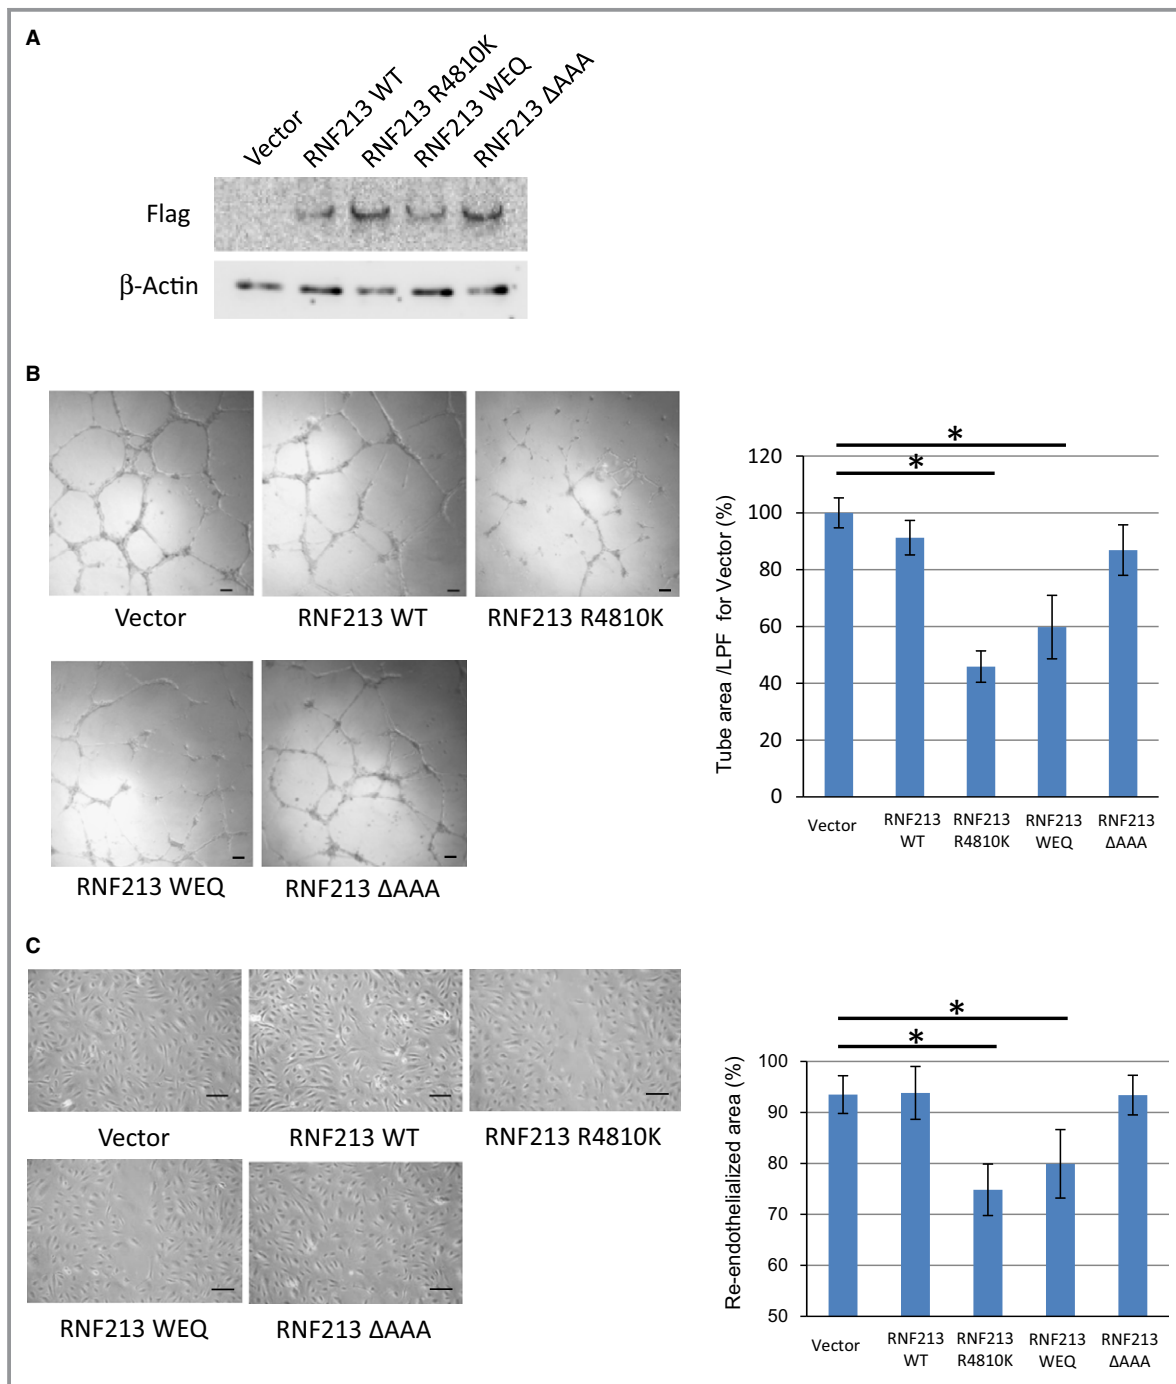 A
Vector
RNF213 WT
RNF213 R4810K
RNF213 WEQ
RNF213 ΔAAA
Flag
β-Actin
B
Vector
RNF213 WT
RNF213 R4810K
RNF213 WEQ
RNF213 ΔAAA
*
*
Tube area /LPF for Vector (%)
120
100
80
60
40
20
0
Vector
RNF213
WT
RNF213
R4810K
RNF213
WEQ
RNF213
ΔAAA
C
Vector
RNF213 WT
RNF213 R4810K
RNF213 WEQ
RNF213 ΔAAA
*
*
Re-endothelialized area (%)
100
90
80
70
60
50
Vector
RNF213
WT
RNF213
R4810K
RNF213
WEQ
RNF213
ΔAAA